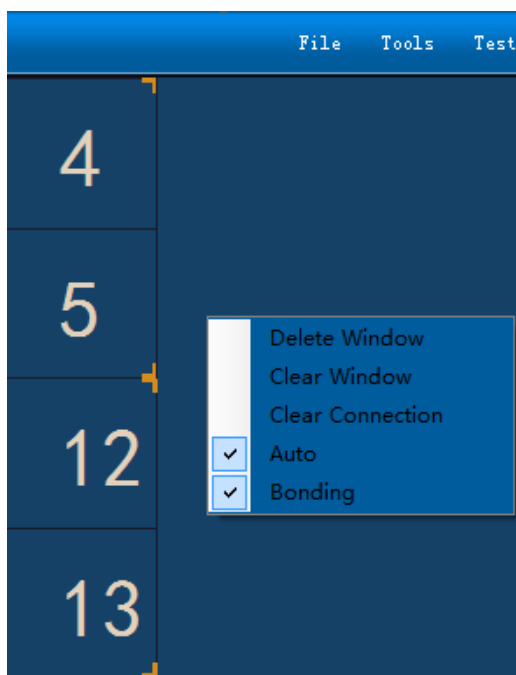 File Tools Test
4
5
Delete Window
Clear Window
Clear Connection
12
Auto
Bonding
13